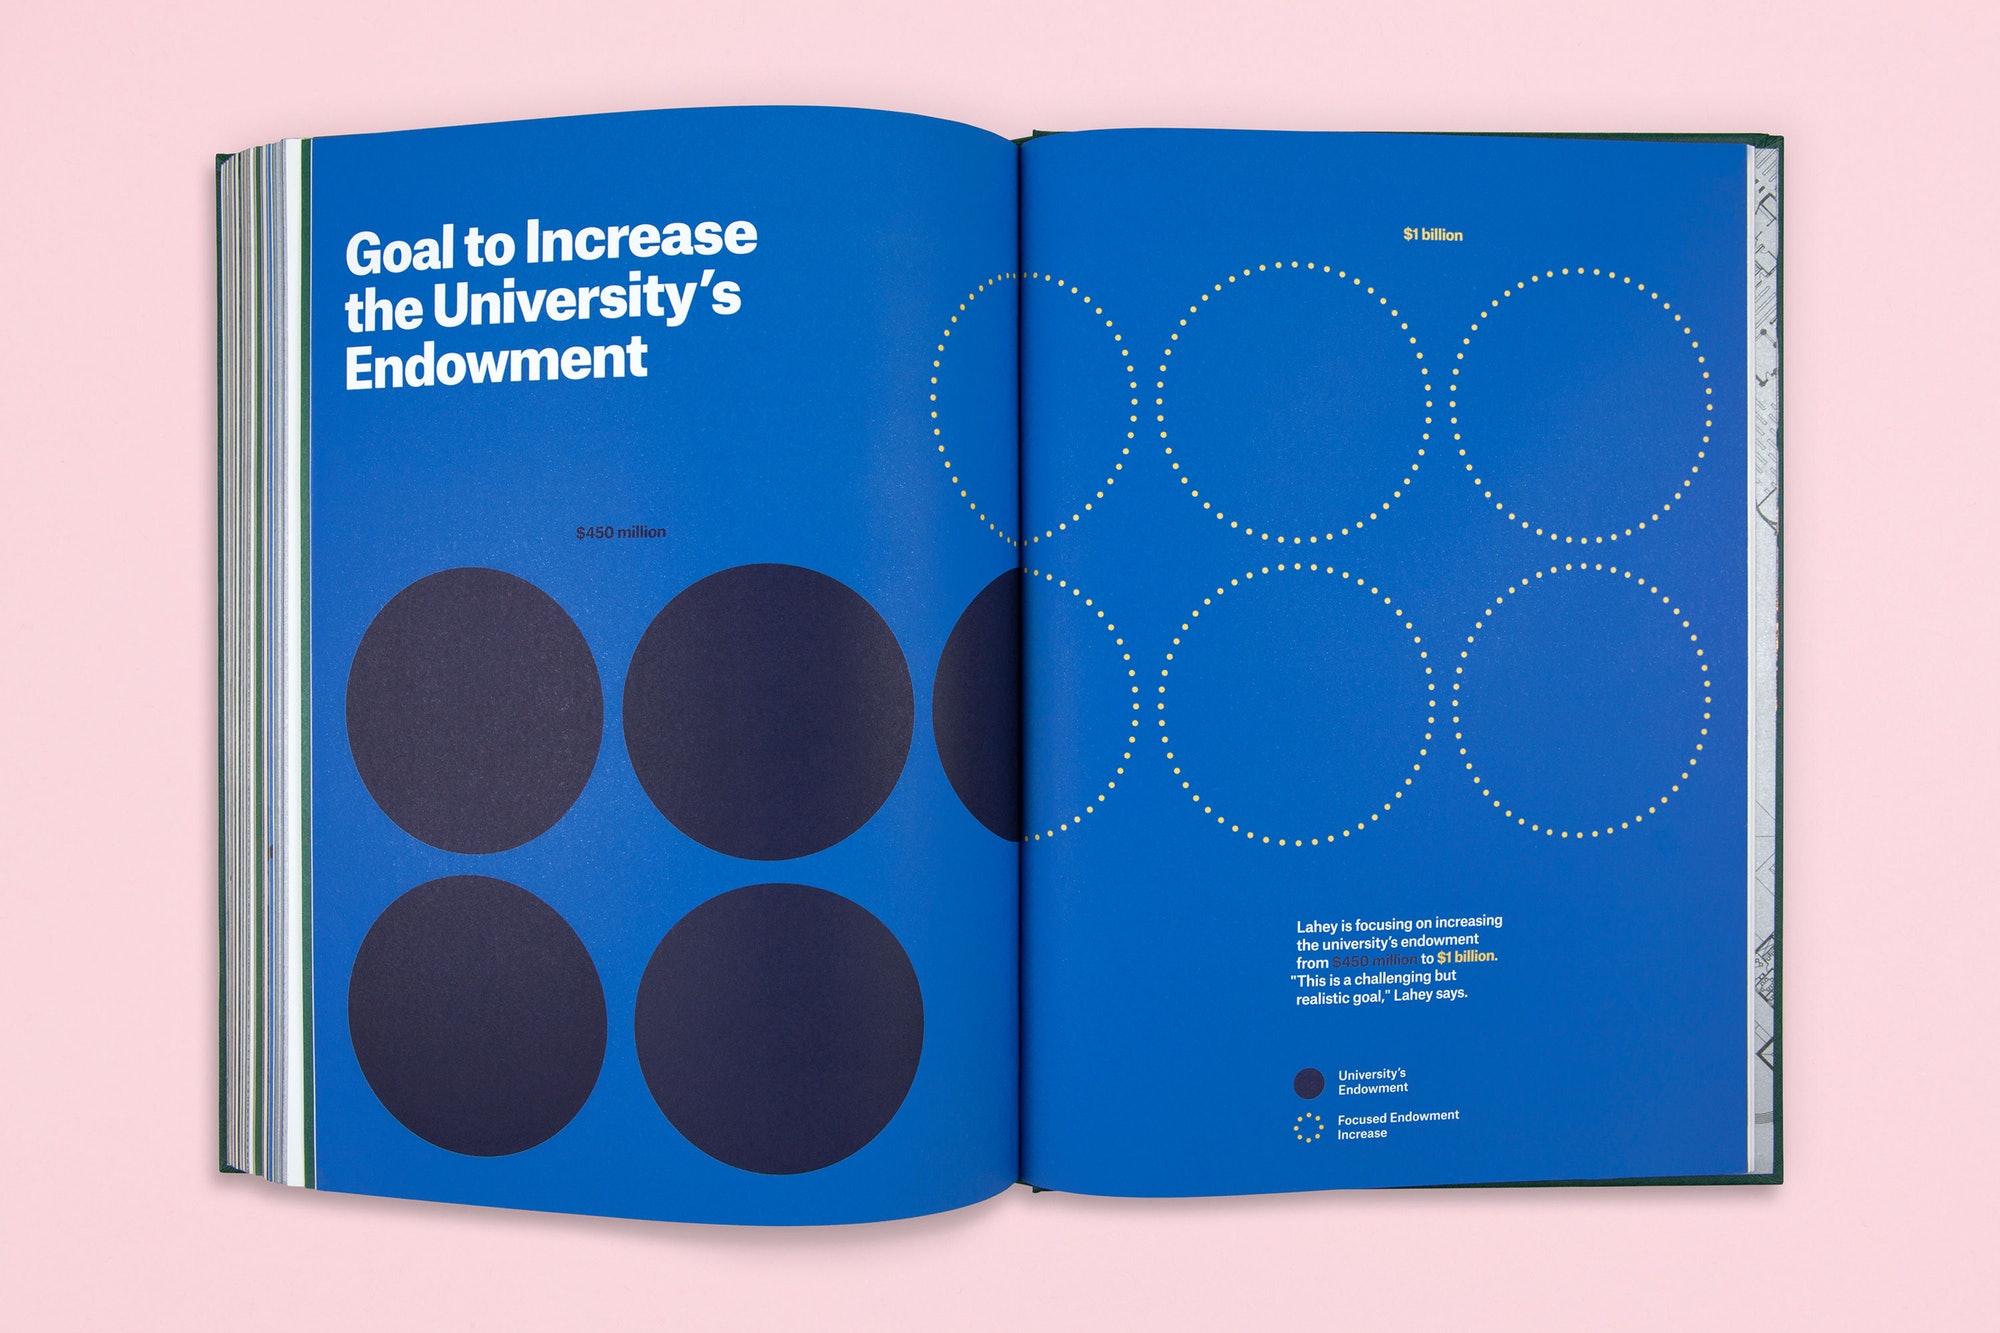 Goal to Increase
the University’s
Endowment
$450 million
$1 billion
Lahey is focusing on increasing
the university’s endowment
from $450 million to $1 billion.
"This is a challenging but
realistic goal," Lahey says.
University’s
Endowment
Focused Endowment
Increase